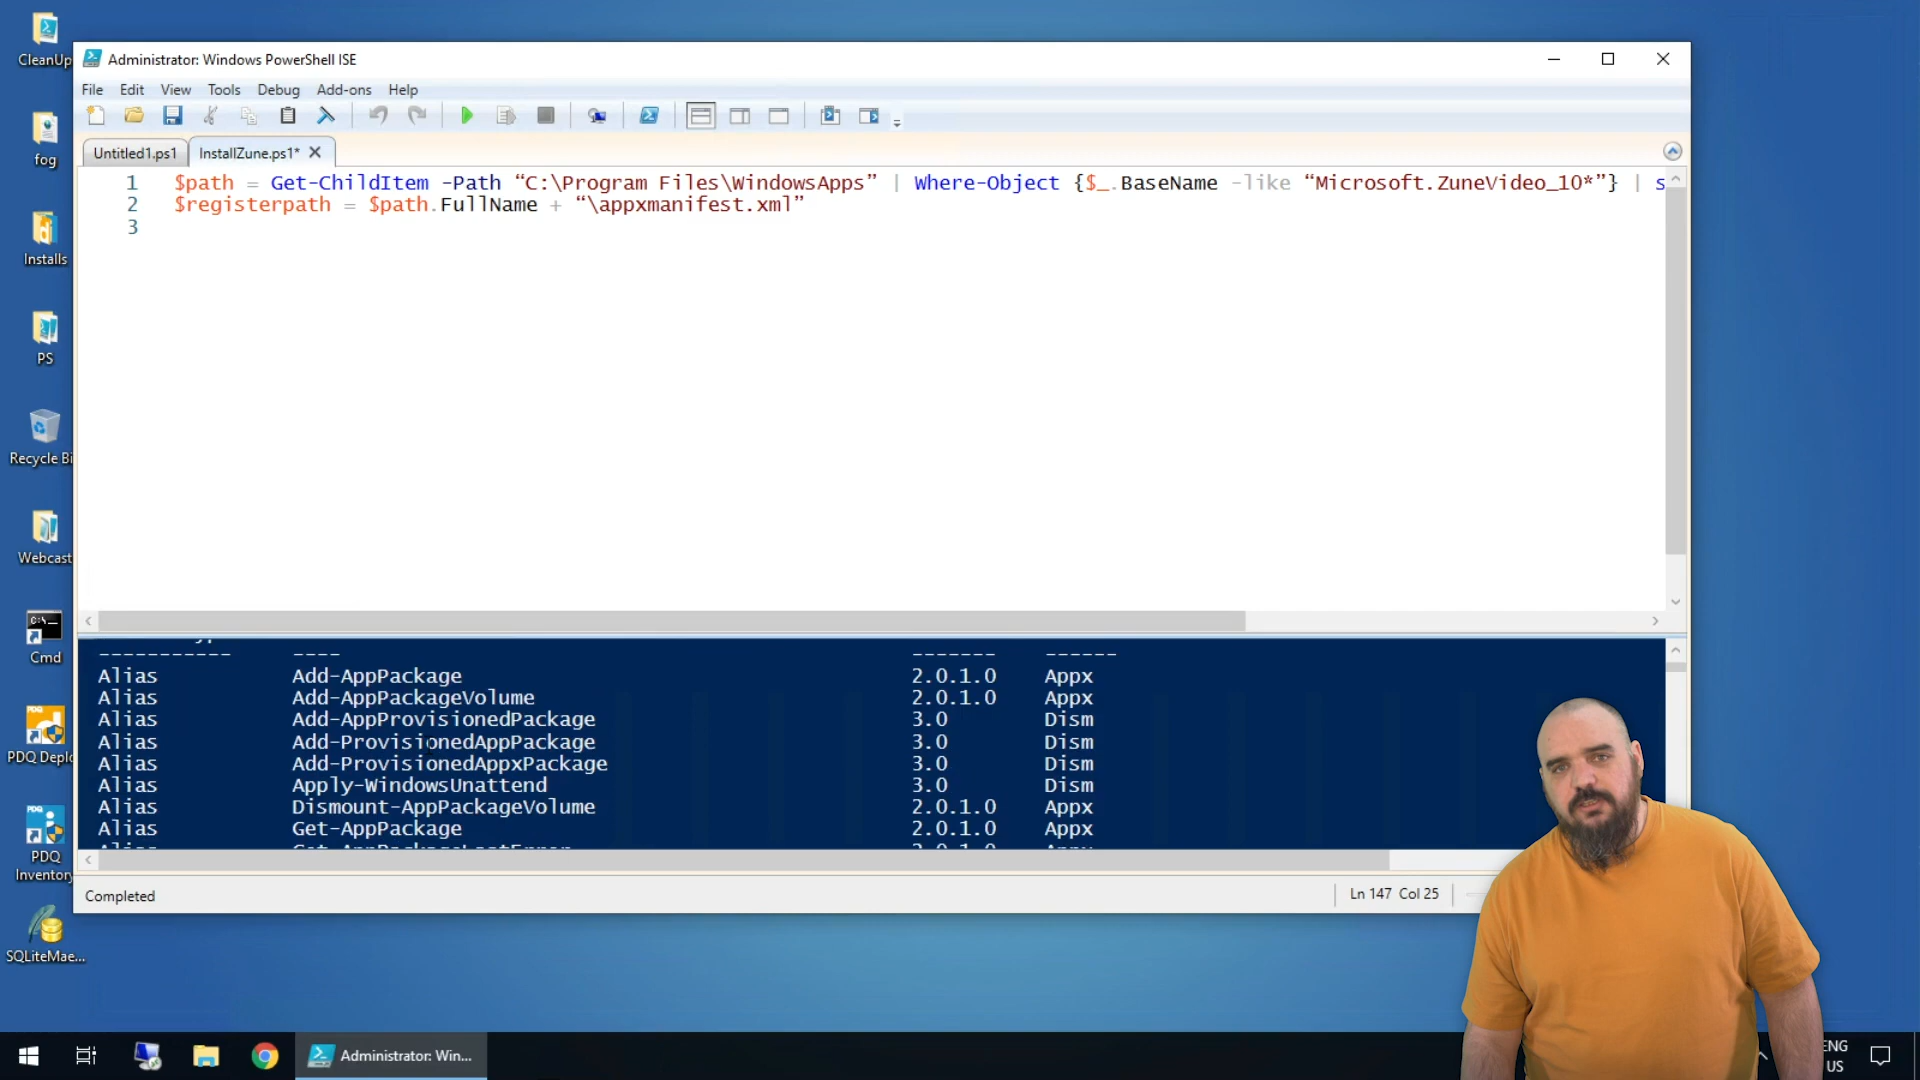 CleanUp
fog
Installs
PS
Recycle Bi
Webcast
Cmd
PDQ Deplo
PDQ
Inventory
SQLiteMae...
Administrator: Windows PowerShell ISE
File Edit View Tools Debug Add-ons Help
Untitled1.ps1 InstallZune.ps1*
1 $path = Get-ChildItem -Path “C:\Program Files\WindowsApps” | Where-Object {$_.BaseName -like “Microsoft.ZuneVideo_10*”} | s
2 $registerpath = $path.FullName + “\appxmanifest.xml”
3
----------- ---- ------- ------
Alias Add-AppPackage 2.0.1.0 Appx
Alias Add-AppPackageVolume 2.0.1.0 Appx
Alias Add-AppProvisionedPackage 3.0 Dism
Alias Add-ProvisionedAppPackage 3.0 Dism
Alias Add-ProvisionedAppxPackage 3.0 Dism
Alias Apply-WindowsUnattend 3.0 Dism
Alias Dismount-AppPackageVolume 2.0.1.0 Appx
Alias Get-AppPackage 2.0.1.0 Appx
Completed Ln 147 Col 25
Administrator: Win...
ENG
US